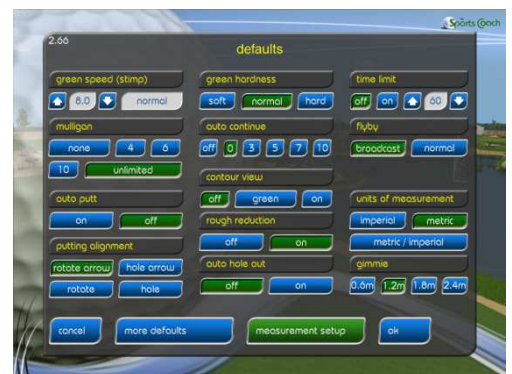 Sports Coach
2.66
defaults
green speed (stimp)
8.0 normal
mulligan
none 4 6
10 unlimited
auto putt
on off
putting alignment
rotate arrow hole arrow
rotate hole
green hardness
soft normal hard
auto continue
off 0 3 5 7 10
contour view
off green on
rough reduction
off on
auto hole out
off on
time limit
off on 60
flyby
broadcast normal
units of measurement
imperial metric
metric / imperial
gimmie
0.6m 1.2m 1.8m 2.4m
cancel more defaults measurement setup ok